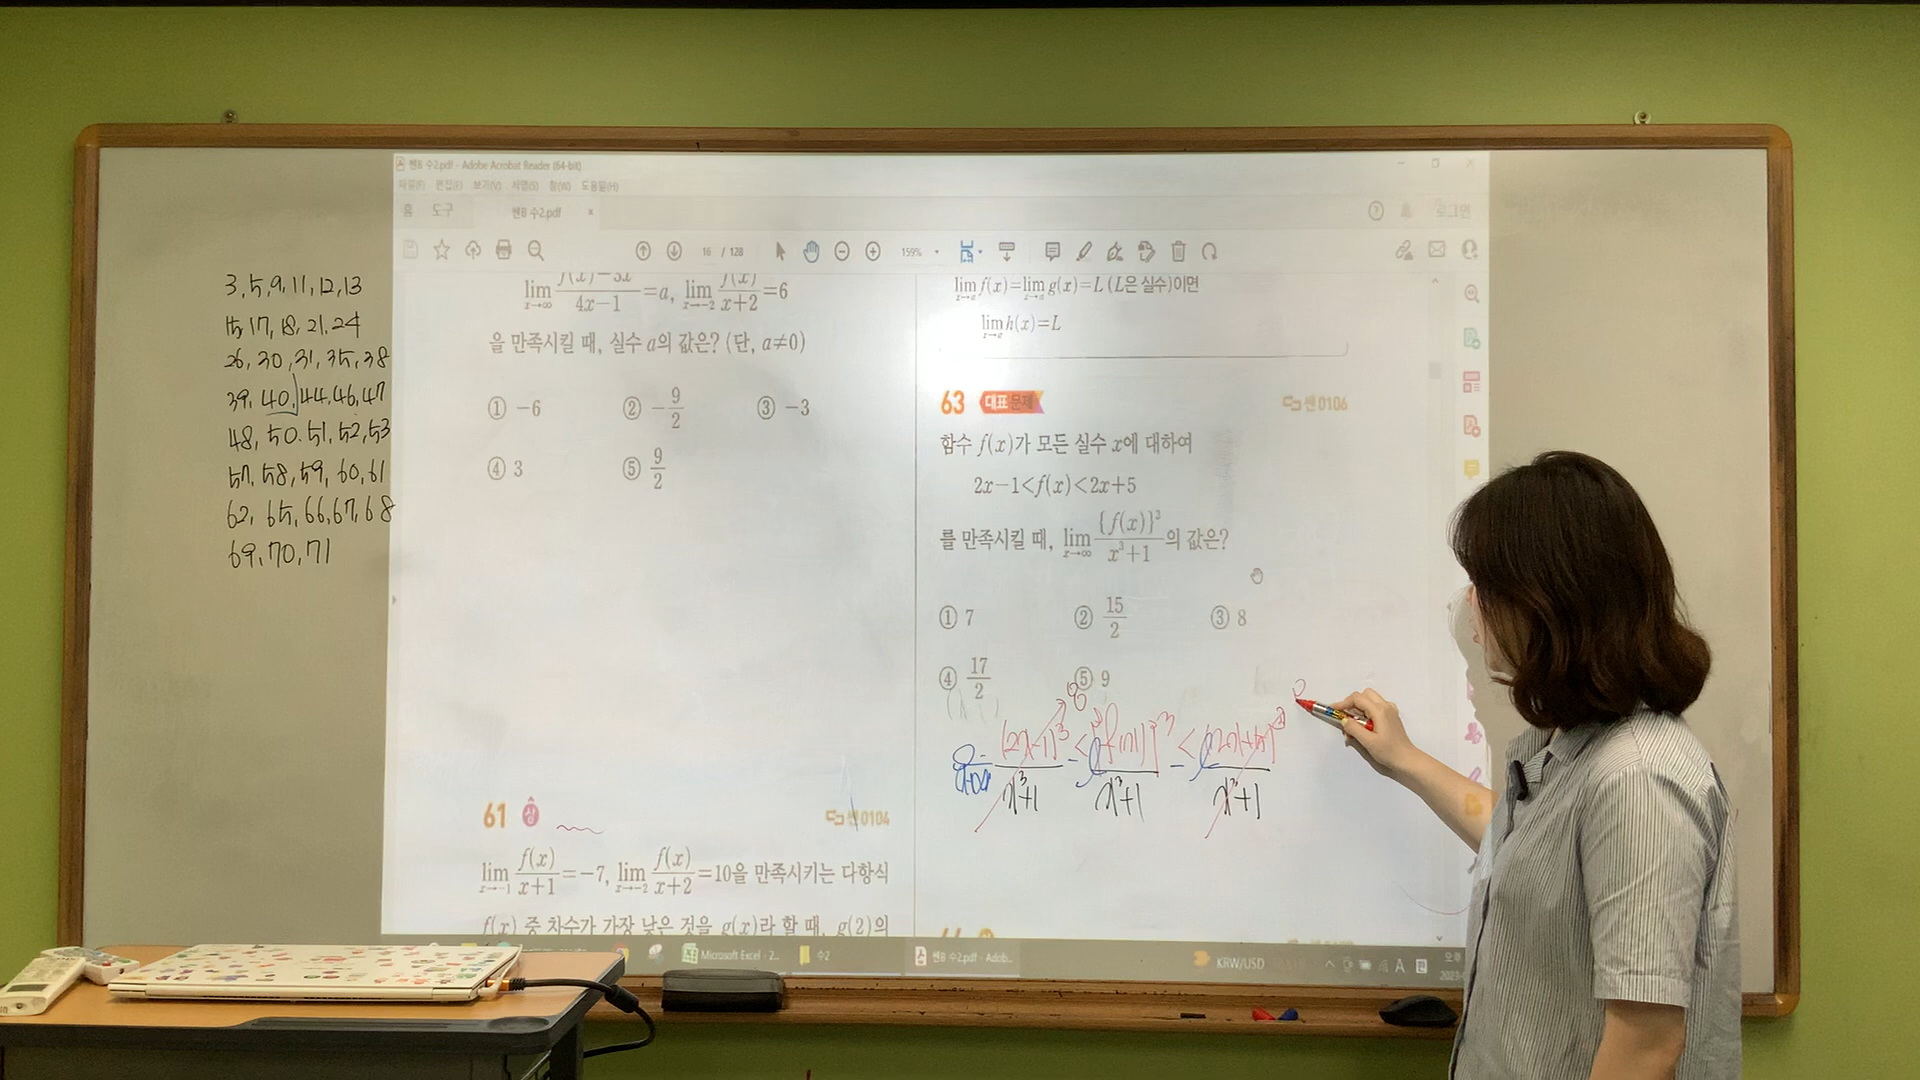 쎈B 수2.pdf - Adobe Acrobat Reader (64-bit)
파일(F) 편집(E) 보기(V) 서명(S) 창(W) 도움말(H)
홈 도구 쎈B 수2.pdf × 로그인
16 / 128 159%
3, 5, 9, 11, 12, 13
15, 17, 18, 21, 24
26, 30, 31, 35, 38
39, 40, 44, 46, 47
48, 50, 51, 52, 53
57, 58, 59, 60, 61
62, 65, 66, 67, 68
69, 70, 71
lim x→∞ (f(x)−3x)/(4x−1)=a, lim x→−2 f(x)/(x+2)=6
을 만족시킬 때, 실수 a의 값은? (단, a≠0)
① −6 ② −9/2 ③ −3
④ 3 ⑤ 9/2
61 상 쎈 0104
lim x→−1 f(x)/(x+1)=−7, lim x→−2 f(x)/(x+2)=10을 만족시키는 다항식
f(x) 중 차수가 가장 낮은 것을 g(x)라 할 때, g(2)의
lim x→a f(x)=lim x→a g(x)=L (L은 실수)이면
lim x→a h(x)=L
63 대표 문제 쎈 0106
함수 f(x)가 모든 실수 x에 대하여
2x−1<f(x)<2x+5
를 만족시킬 때, lim x→∞ {f(x)}³/(x³+1)의 값은?
① 7 ② 15/2 ③ 8
④ 17/2 ⑤ 9
8
(2x−1)³/(x³+1) < {f(x)}³/(x³+1) < (2x+5)³/(x³+1)
Microsoft Excel - 2... 수2 쎈B 수2.pdf - Adob... KRW/USD A